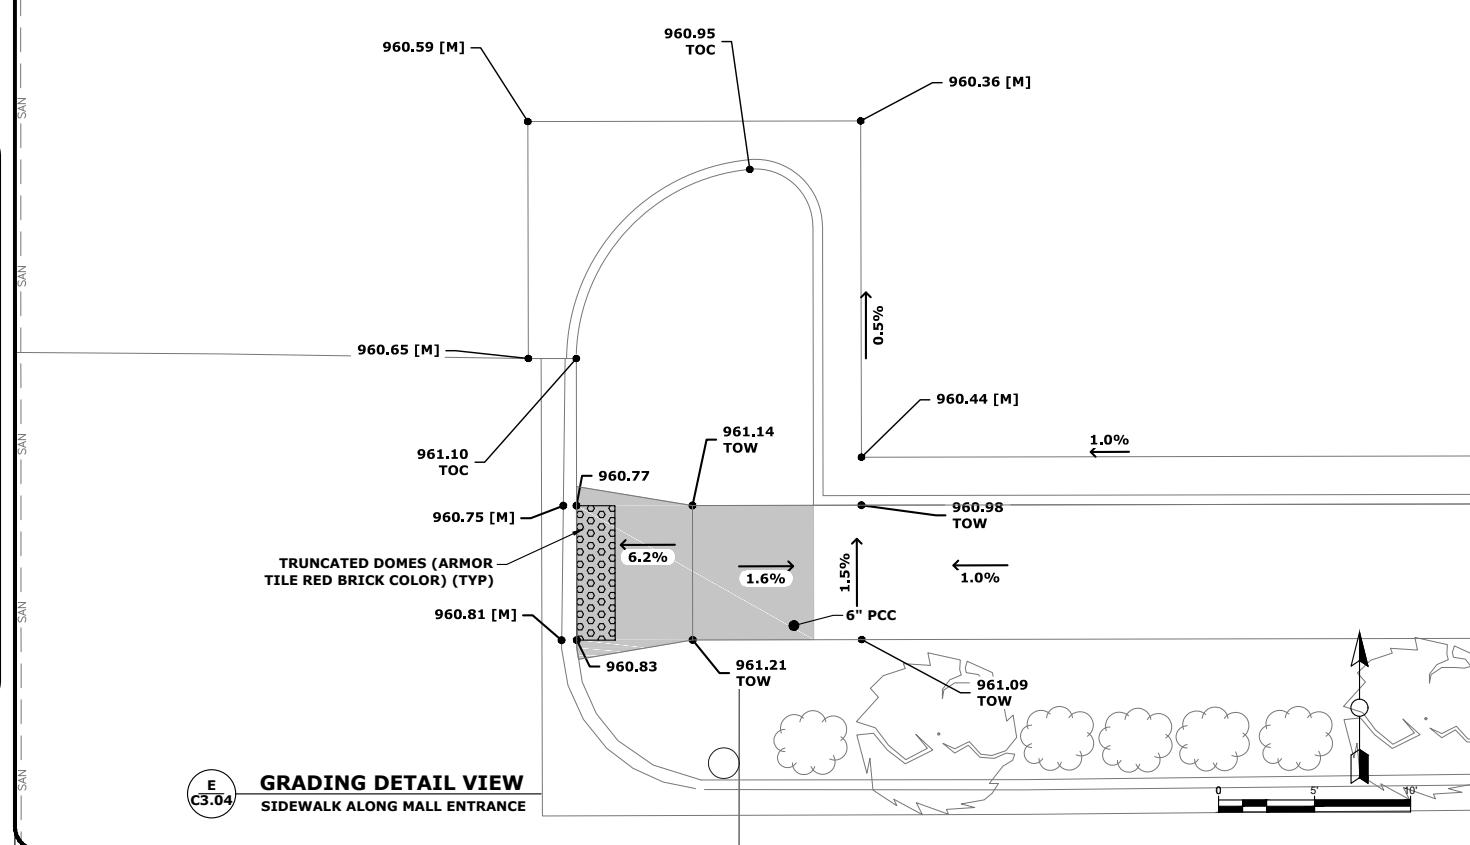 960.59 [M]
960.95
TOC
960.36 [M]
SAN
SAN
0.5%
960.65 [M]
960.44 [M]
SAN
961.10
TOC
961.14
TOW
1.0%
960.77
960.75 [M]
960.98
TOW
TRUNCATED DOMES (ARMOR
TILE RED BRICK COLOR) (TYP)
6.2%
1.6%
1.5%
1.0%
SAN
960.81 [M]
6" PCC
960.83
961.21
TOW
961.09
TOW
SAN
E
C3.04
GRADING DETAIL VIEW
SIDEWALK ALONG MALL ENTRANCE
0 5' 10'